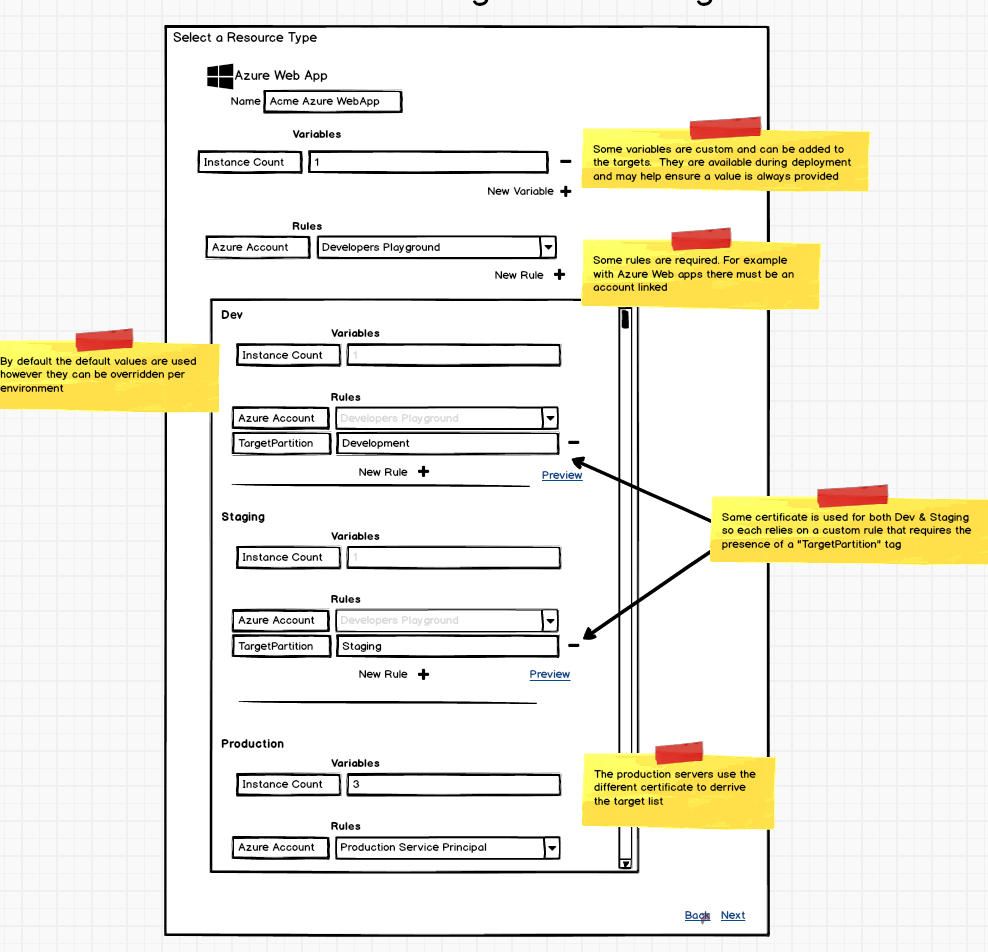 Select a Resource Type
Azure Web App
Name Acme Azure WebApp
Variables
Instance Count 1
New Variable
Some variables are custom and can be added to
the targets. They are available during deployment
and may help ensure a value is always provided
Rules
Azure Account Developers Playground
New Rule
Some rules are required. For example
with Azure Web apps there must be an
account linked
Dev
Variables
Instance Count 1
By default the default values are used
however they can be overridden per
environment
Rules
Azure Account Developers Playground
TargetPartition Development
New Rule
Preview
Staging
Same certificate is used for both Dev & Staging
so each relies on a custom rule that requires the
presence of a "TargetPartition" tag
Variables
Instance Count 1
Rules
Azure Account Developers Playground
TargetPartition Staging
New Rule
Preview
Production
Variables
Instance Count 3
The production servers use the
different certificate to derrive
the target list
Rules
Azure Account Production Service Principal
Back Next